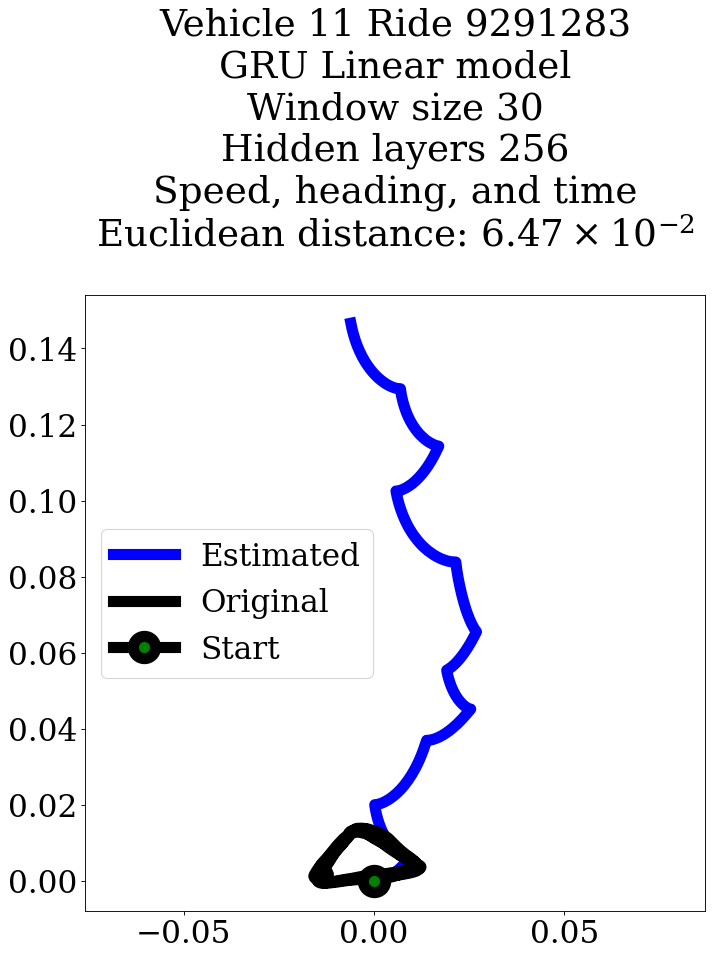 Vehicle 11 Ride 9291283
GRU Linear model
Window size 30
Hidden layers 256
Speed, heading, and time
Euclidean distance: 6.47 × 10⁻²
0.14
0.12
0.10
0.08
0.06
0.04
0.02
0.00
Estimated
Original
Start
−0.05
0.00
0.05